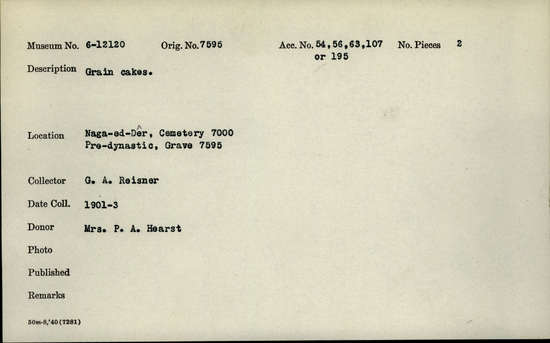 Museum No. 6-12120 Orig. No. 7595 Acc. No. 54,56,63,107 No. Pieces 2
or 195
Description Grain cakes.
Location Naga-ed-Dêr, Cemetery 7000
Pre-dynastic, Grave 7595
Collector G. A. Reisner
Date Coll. 1901-3
Donor Mrs. P. A. Hearst
Photo
Published
Remarks
50m-8,'40(7281)